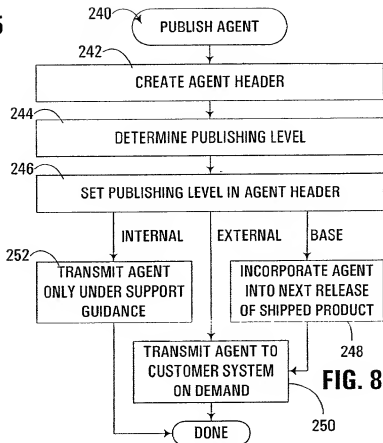 5
240
PUBLISH AGENT
242
CREATE AGENT HEADER
244
DETERMINE PUBLISHING LEVEL
246
SET PUBLISHING LEVEL IN AGENT HEADER
INTERNAL
EXTERNAL
BASE
252
TRANSMIT AGENT
ONLY UNDER SUPPORT
GUIDANCE
INCORPORATE AGENT
INTO NEXT RELEASE
OF SHIPPED PRODUCT
248
TRANSMIT AGENT TO
CUSTOMER SYSTEM
ON DEMAND
250
FIG. 8
DONE